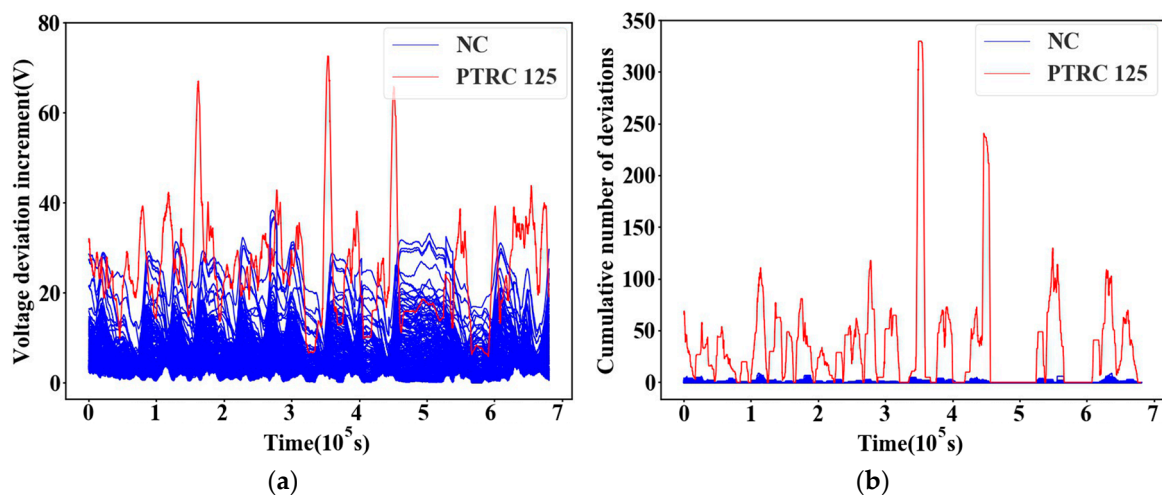 80
60
40
20
0
Voltage deviation increment(V)
NC
PTRC 125
0 1 2 3 4 5 6 7
Time(10⁵s)
(a)
350
300
250
200
150
100
50
0
Cumulative number of deviations
NC
PTRC 125
0 1 2 3 4 5 6 7
Time(10⁵s)
(b)